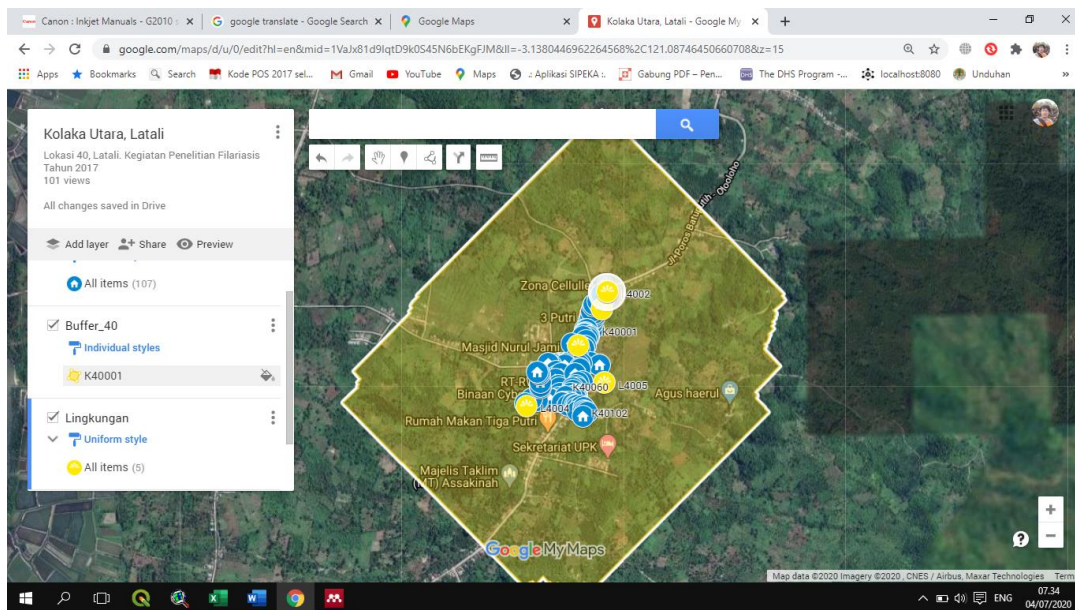 Canon : Inkjet Manuals - G2010 s
google translate - Google Search
Google Maps
Kolaka Utara, Latali - Google My
google.com/maps/d/u/0/edit?hl=en&mid=1VaJx81d9IqtD9k0S45N6bEKgFJM&ll=-3.1380446962264568%2C121.08746450660708&z=15
Apps
Bookmarks
Search
Kode POS 2017 sel...
Gmail
YouTube
Maps
.: Aplikasi SIPEKA :.
Gabung PDF – Pen...
The DHS Program -...
localhost:8080
Unduhan
»
Kolaka Utara, Latali
Lokasi 40, Latali. Kegiatan Penelitian Filariasis
Tahun 2017
101 views
All changes saved in Drive
Add layer
Share
Preview
All items (107)
Buffer_40
Individual styles
K40001
Lingkungan
Uniform style
All items (5)
Zona Cellulle
4002
3 Putri
K40001
Masjid Nurul Jami
RT-R
Binaan Cyb
K40060
L4005
Agus haerul
L4004
K40102
Rumah Makan Tiga Putri
Sekretariat UPK
Majelis Taklim
(MT) Assakinah
Google My Maps
Map data ©2020 Imagery ©2020 , CNES / Airbus, Maxar Technologies
Term
ENG
07.34
04/07/2020